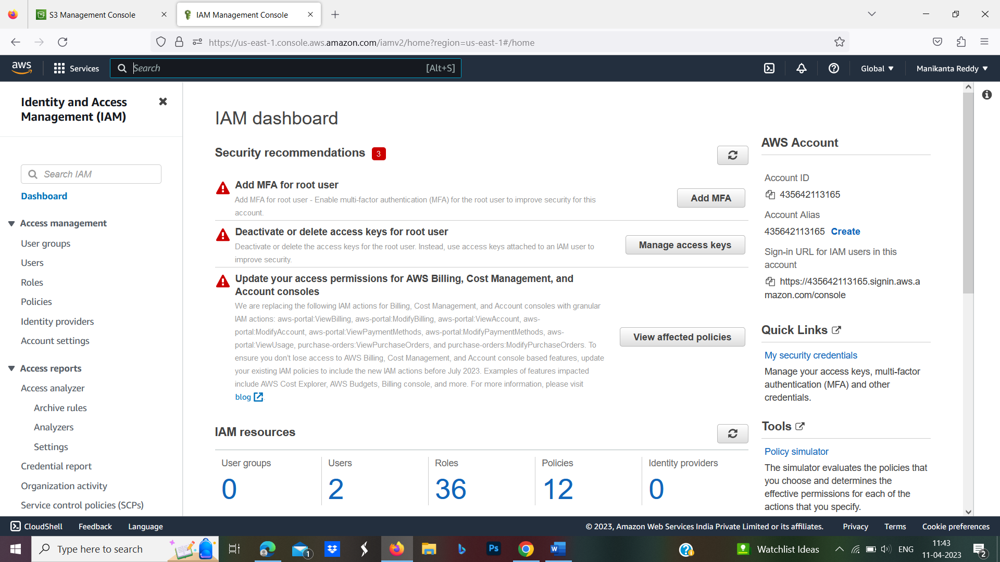 S3 Management Console
IAM Management Console
https://us-east-1.console.aws.amazon.com/iamv2/home?region=us-east-1#/home
aws
Services
Search
[Alt+S]
Global
Manikanta Reddy
Identity and Access
Management (IAM)
Search IAM
Dashboard
Access management
User groups
Users
Roles
Policies
Identity providers
Account settings
Access reports
Access analyzer
Archive rules
Analyzers
Settings
Credential report
Organization activity
Service control policies (SCPs)
IAM dashboard
Security recommendations 3
Add MFA for root user
Add MFA for root user - Enable multi-factor authentication (MFA) for the root user to improve security for this
account.
Add MFA
Deactivate or delete access keys for root user
Deactivate or delete the access keys for the root user. Instead, use access keys attached to an IAM user to
improve security.
Manage access keys
Update your access permissions for AWS Billing, Cost Management, and
Account consoles
We are replacing the following IAM actions for Billing, Cost Management, and Account consoles with granular
IAM actions: aws-portal:ViewBilling, aws-portal:ModifyBilling, aws-portal:ViewAccount, aws-
portal:ModifyAccount, aws-portal:ViewPaymentMethods, aws-portal:ModifyPaymentMethods, aws-
portal:ViewUsage, purchase-orders:ViewPurchaseOrders, and purchase-orders:ModifyPurchaseOrders. To
ensure you don't lose access to AWS Billing, Cost Management, and Account console based features, update
your existing IAM policies to include the new IAM actions before July 2023. Examples of features impacted
include AWS Cost Explorer, AWS Budgets, Billing console, and more. For more information, please visit
blog .
View affected policies
IAM resources
User groups
0
Users
2
Roles
36
Policies
12
Identity providers
0
AWS Account
Account ID
435642113165
Account Alias
435642113165 Create
Sign-in URL for IAM users in this
account
https://435642113165.signin.aws.a
mazon.com/console
Quick Links
My security credentials
Manage your access keys, multi-factor
authentication (MFA) and other
credentials.
Tools
Policy simulator
The simulator evaluates the policies that
you choose and determines the
effective permissions for each of the
actions that you specify.
CloudShell
Feedback
Language
© 2023, Amazon Web Services India Private Limited or its affiliates.
Privacy
Terms
Cookie preferences
Type here to search
1
Ps
W
Watchlist Ideas
ENG
11:43
11-04-2023
2